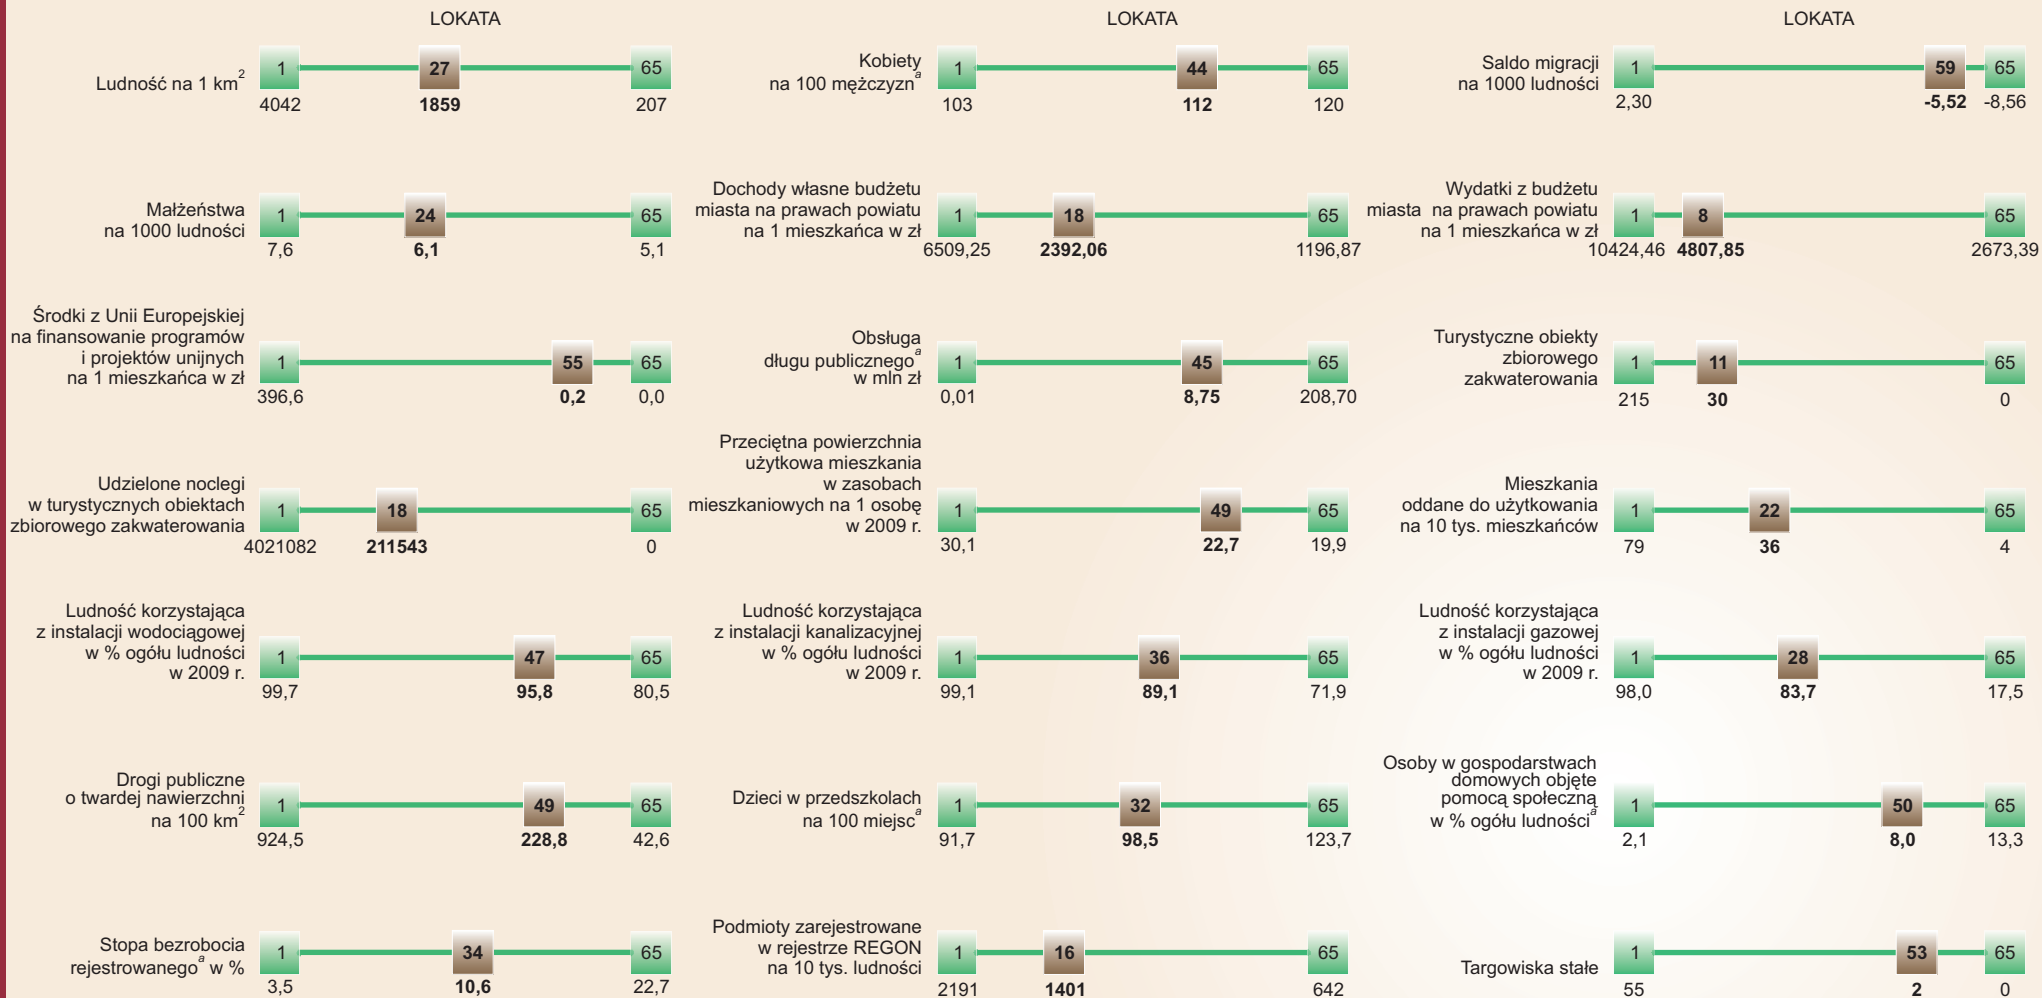 LOKATA
LOKATA
LOKATA
Ludność na 1 km²
1
27
65
4042
1859
207
Kobiety
na 100 mężczyznᵃ
1
44
65
103
112
120
Saldo migracji
na 1000 ludności
1
59
65
2,30
-5,52
-8,56
Małżeństwa
na 1000 ludności
1
24
65
7,6
6,1
5,1
Dochody własne budżetu
miasta na prawach powiatu
na 1 mieszkańca w zł
1
18
65
6509,25
2392,06
1196,87
Wydatki z budżetu
miasta na prawach powiatu
na 1 mieszkańca w zł
1
8
65
10424,46
4807,85
2673,39
Środki z Unii Europejskiej
na finansowanie programów
i projektów unijnych
na 1 mieszkańca w zł
1
55
65
396,6
0,2
0,0
Obsługa
długu publicznegoᵃ
w mln zł
1
45
65
0,01
8,75
208,70
Turystyczne obiekty
zbiorowego
zakwaterowania
1
11
65
215
30
0
Udzielone noclegi
w turystycznych obiektach
zbiorowego zakwaterowania
1
18
65
4021082
211543
0
Przeciętna powierzchnia
użytkowa mieszkania
w zasobach
mieszkaniowych na 1 osobę
w 2009 r.
1
49
65
30,1
22,7
19,9
Mieszkania
oddane do użytkowania
na 10 tys. mieszkańców
1
22
65
79
36
4
Ludność korzystająca
z instalacji wodociągowej
w % ogółu ludności
w 2009 r.
1
47
65
99,7
95,8
80,5
Ludność korzystająca
z instalacji kanalizacyjnej
w % ogółu ludności
w 2009 r.
1
36
65
99,1
89,1
71,9
Ludność korzystająca
z instalacji gazowej
w % ogółu ludności
w 2009 r.
1
28
65
98,0
83,7
17,5
Drogi publiczne
o twardej nawierzchni
na 100 km²
1
49
65
924,5
228,8
42,6
Dzieci w przedszkolach
na 100 miejscᵃ
1
32
65
91,7
98,5
123,7
Osoby w gospodarstwach
domowych objęte
pomocą społeczną
w % ogółu ludnościᵃ
1
50
65
2,1
8,0
13,3
Stopa bezrobocia
rejestrowanegoᵃ w %
1
34
65
3,5
10,6
22,7
Podmioty zarejestrowane
w rejestrze REGON
na 10 tys. ludności
1
16
65
2191
1401
642
Targowiska stałe
1
53
65
55
2
0